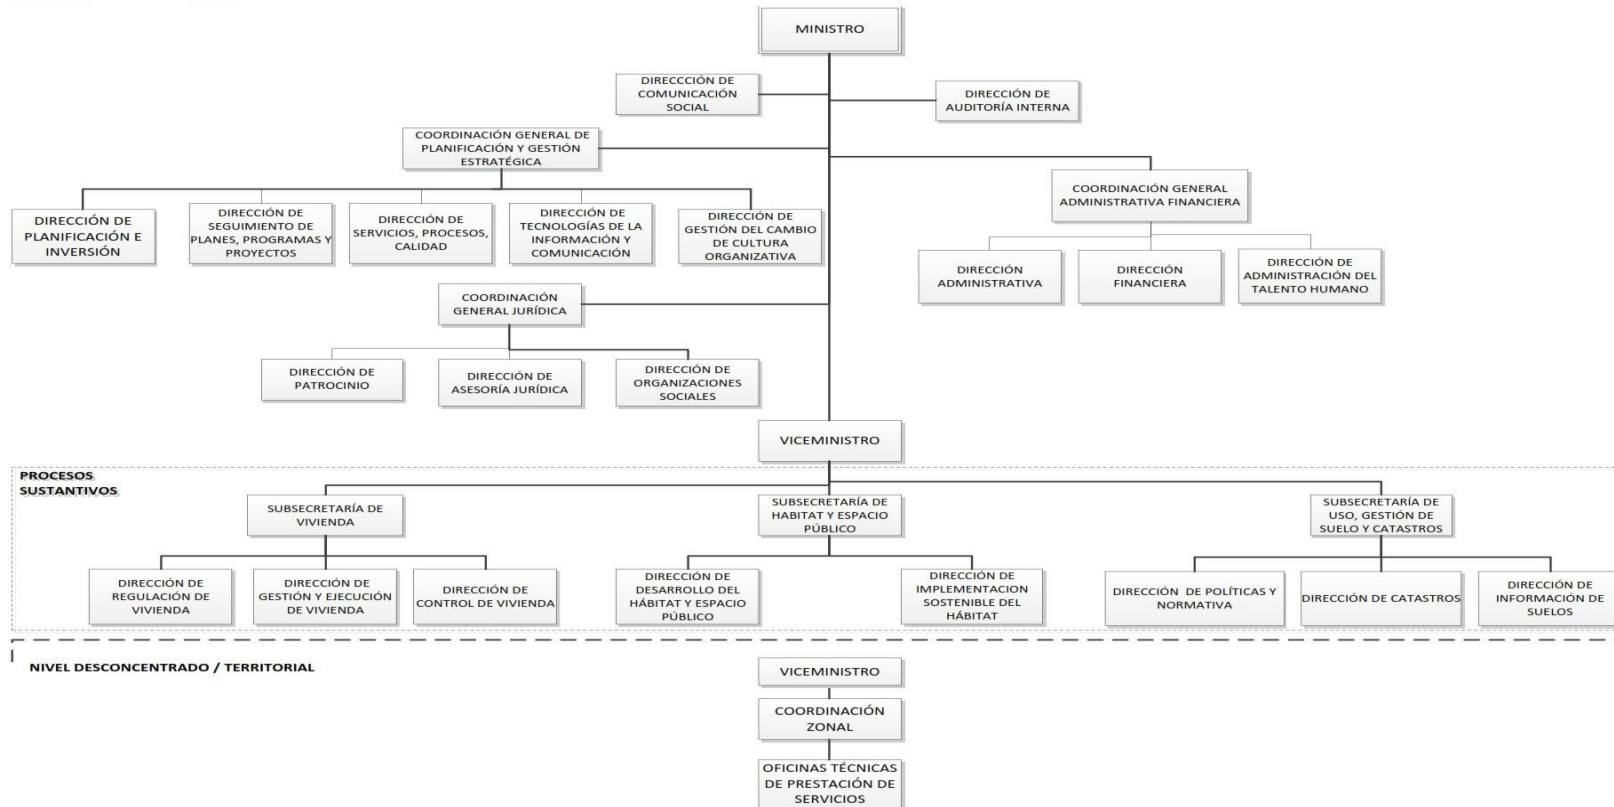 MINISTRO
DIRECCCIÓN DE
COMUNICACIÓN
SOCIAL
DIRECCIÓN DE
AUDITORÍA INTERNA
COORDINACIÓN GENERAL DE
PLANIFICACIÓN Y GESTIÓN
ESTRATÉGICA
COORDINACIÓN GENERAL
ADMINISTRATIVA FINANCIERA
DIRECCIÓN DE
PLANIFICACIÓN E
INVERSIÓN
DIRECCIÓN DE
SEGUIMIENTO DE
PLANES, PROGRAMAS Y
PROYECTOS
DIRECCIÓN DE
SERVICIOS, PROCESOS,
CALIDAD
DIRECCIÓN DE
TECNOLOGÍAS DE LA
INFORMACIÓN Y
COMUNICACIÓN
DIRECCIÓN DE
GESTIÓN DEL CAMBIO
DE CULTURA
ORGANIZATIVA
DIRECCIÓN
ADMINISTRATIVA
DIRECCIÓN
FINANCIERA
DIRECCIÓN DE
ADMINISTRACIÓN DEL
TALENTO HUMANO
COORDINACIÓN
GENERAL JURÍDICA
DIRECCIÓN DE
PATROCINIO
DIRECCIÓN DE
ASESORÍA JURÍDICA
DIRECCIÓN DE
ORGANIZACIONES
SOCIALES
VICEMINISTRO
PROCESOS
SUSTANTIVOS
SUBSECRETARÍA DE
VIVIENDA
SUBSECRETARÍA DE
HABITAT Y ESPACIO
PÚBLICO
SUBSECRETARÍA DE
USO, GESTIÓN DE
SUELO Y CATASTROS
DIRECCIÓN DE
REGULACIÓN DE
VIVIENDA
DIRECCIÓN DE
GESTIÓN Y EJECUCIÓN
DE VIVIENDA
DIRECCIÓN DE
CONTROL DE VIVIENDA
DIRECCIÓN DE
DESARROLLO DEL
HÁBITAT Y ESPACIO
PÚBLICO
DIRECCIÓN DE
IMPLEMENTACION
SOSTENIBLE DEL
HÁBITAT
DIRECCIÓN DE POLÍTICAS Y
NORMATIVA
DIRECCIÓN DE CATASTROS
DIRECCIÓN DE
INFORMACIÓN DE
SUELOS
NIVEL DESCONCENTRADO / TERRITORIAL
VICEMINISTRO
COORDINACIÓN
ZONAL
OFICINAS TÉCNICAS
DE PRESTACIÓN DE
SERVICIOS